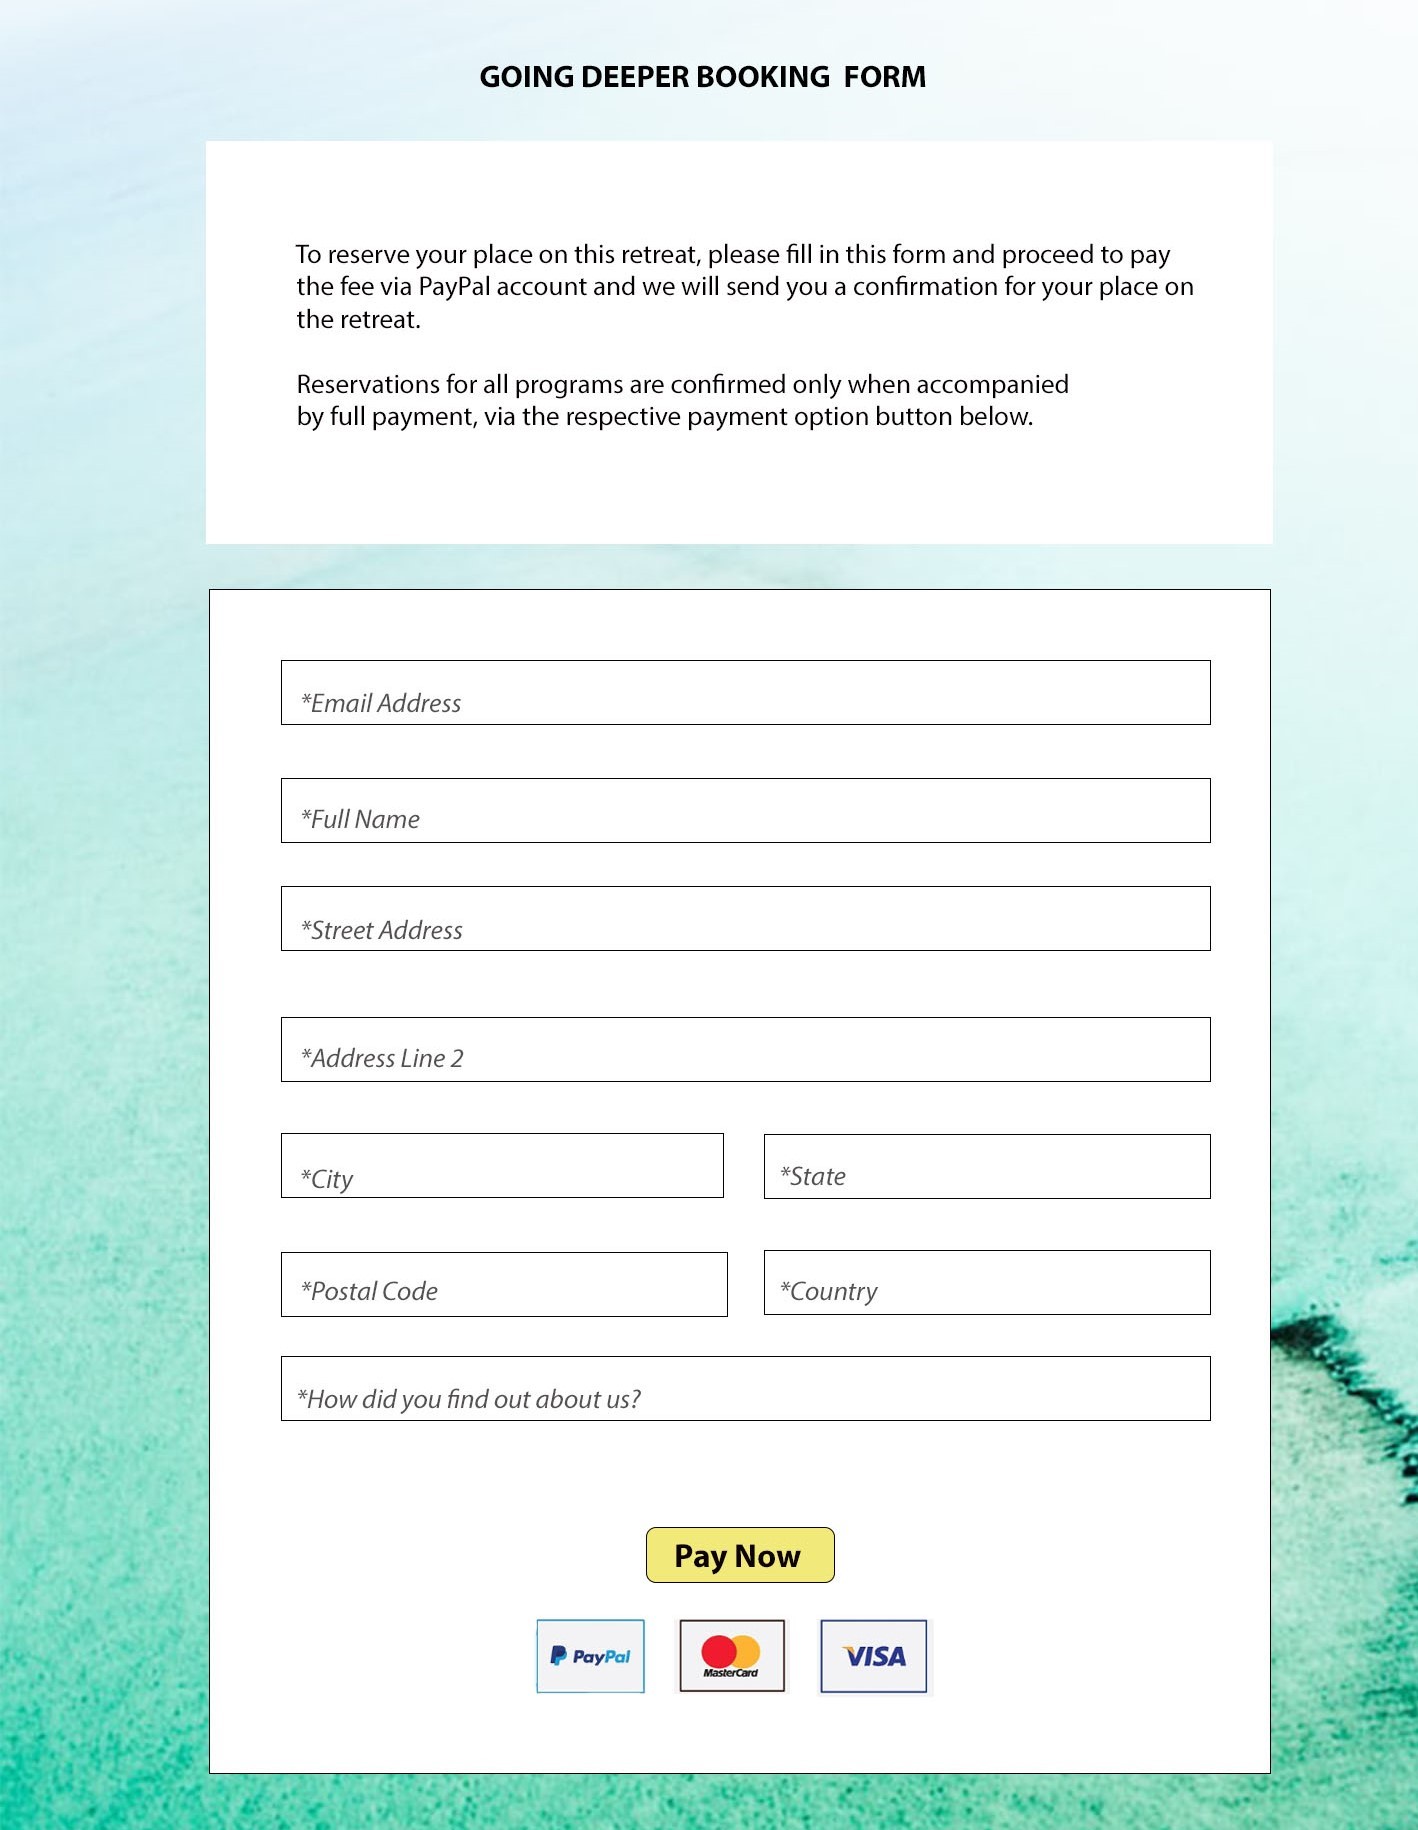 GOING DEEPER BOOKING  FORM
To reserve your place on this retreat, please fill in this form and proceed to pay
the fee via PayPal account and we will send you a confirmation for your place on
the retreat.
Reservations for all programs are confirmed only when accompanied
by full payment, via the respective payment option button below.
*Email Address
*Full Name
*Street Address
*Address Line 2
*City
*State
*Postal Code
*Country
*How did you find out about us?
Pay Now
PayPal
MasterCard
VISA